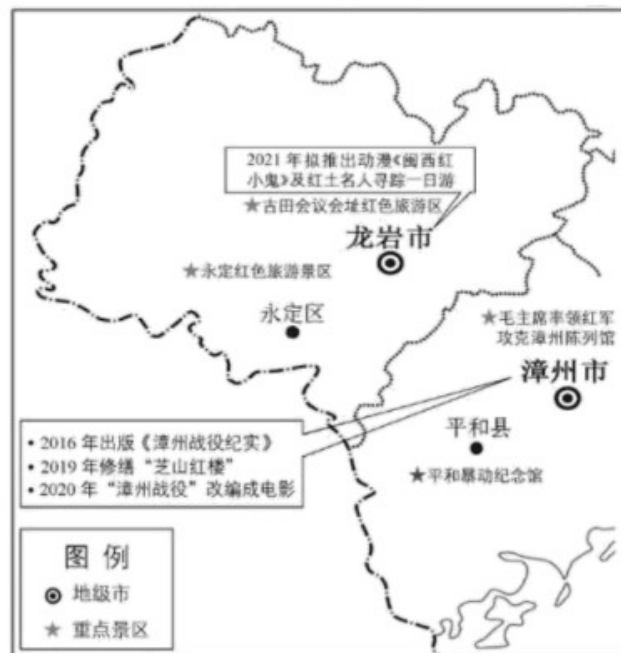 2021 年拟推出动漫《闽西红
小鬼》及红土名人寻踪一日游
★古田会议会址红色旅游区
龙岩市
★永定红色旅游景区
永定区
★毛主席率领红军
攻克漳州陈列馆
漳州市
• 2016 年出版《漳州战役纪实》
• 2019 年修缮“芝山红楼”
• 2020 年“漳州战役”改编成电影
平和县
★平和暴动纪念馆
图 例
地级市
★ 重点景区